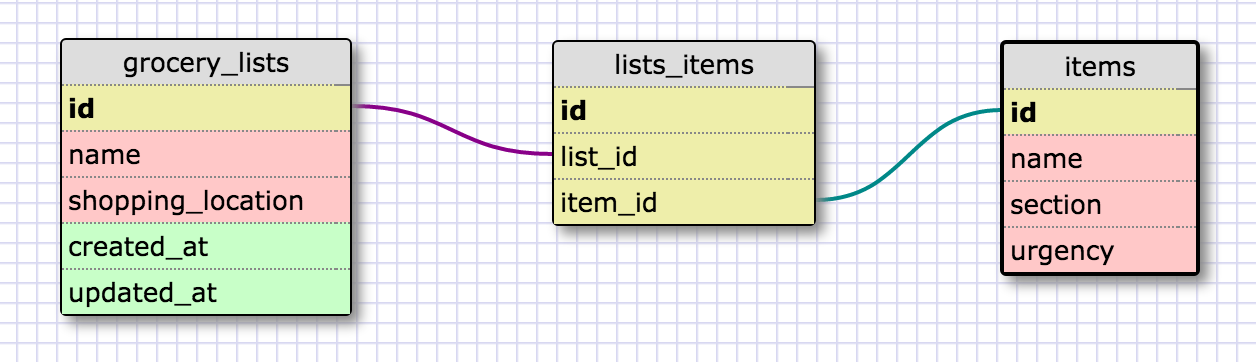 grocery_lists
id
name
shopping_location
created_at
updated_at
lists_items
id
list_id
item_id
items
id
name
section
urgency